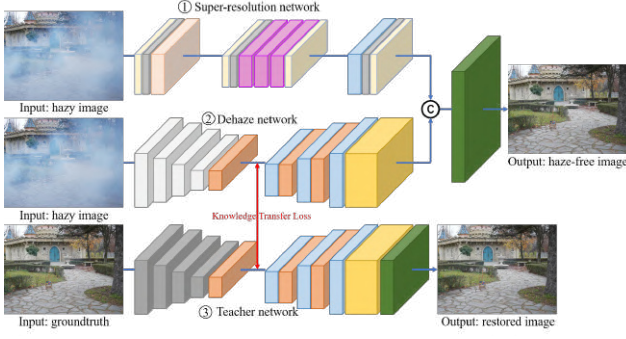 ① Super-resolution network
Input: hazy image
② Dehaze network
C
Output: haze-free image
Input: hazy image
Knowledge Transfer Loss
③ Teacher network
Input: groundtruth
Output: restored image